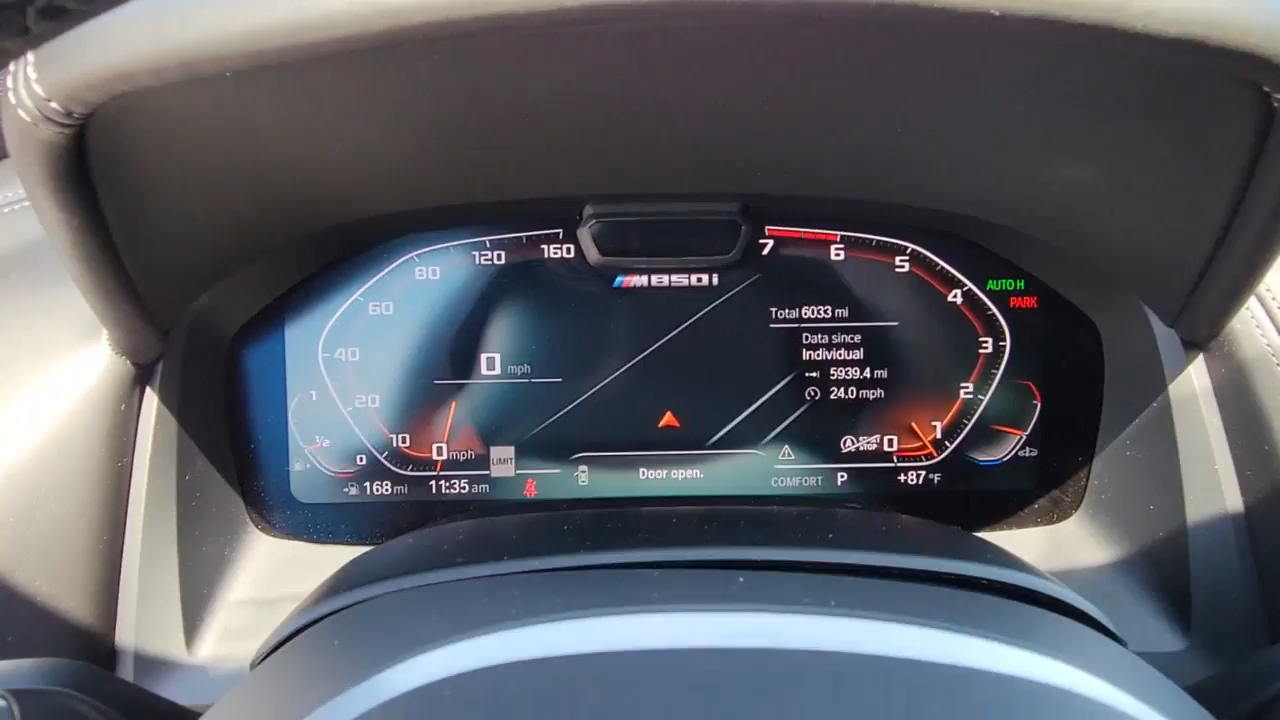 160
120
80
60
40
20
10
0 mph
0 mph
1
1/2
0
LIMIT
168 mi
11:35 am
M850i
7
6
5
4
3
2
1
0
AUTO H
PARK
Total 6033 mi
Data since
Individual
5939.4 mi
24.0 mph
A START
STOP
Door open.
COMFORT P
+87 °F